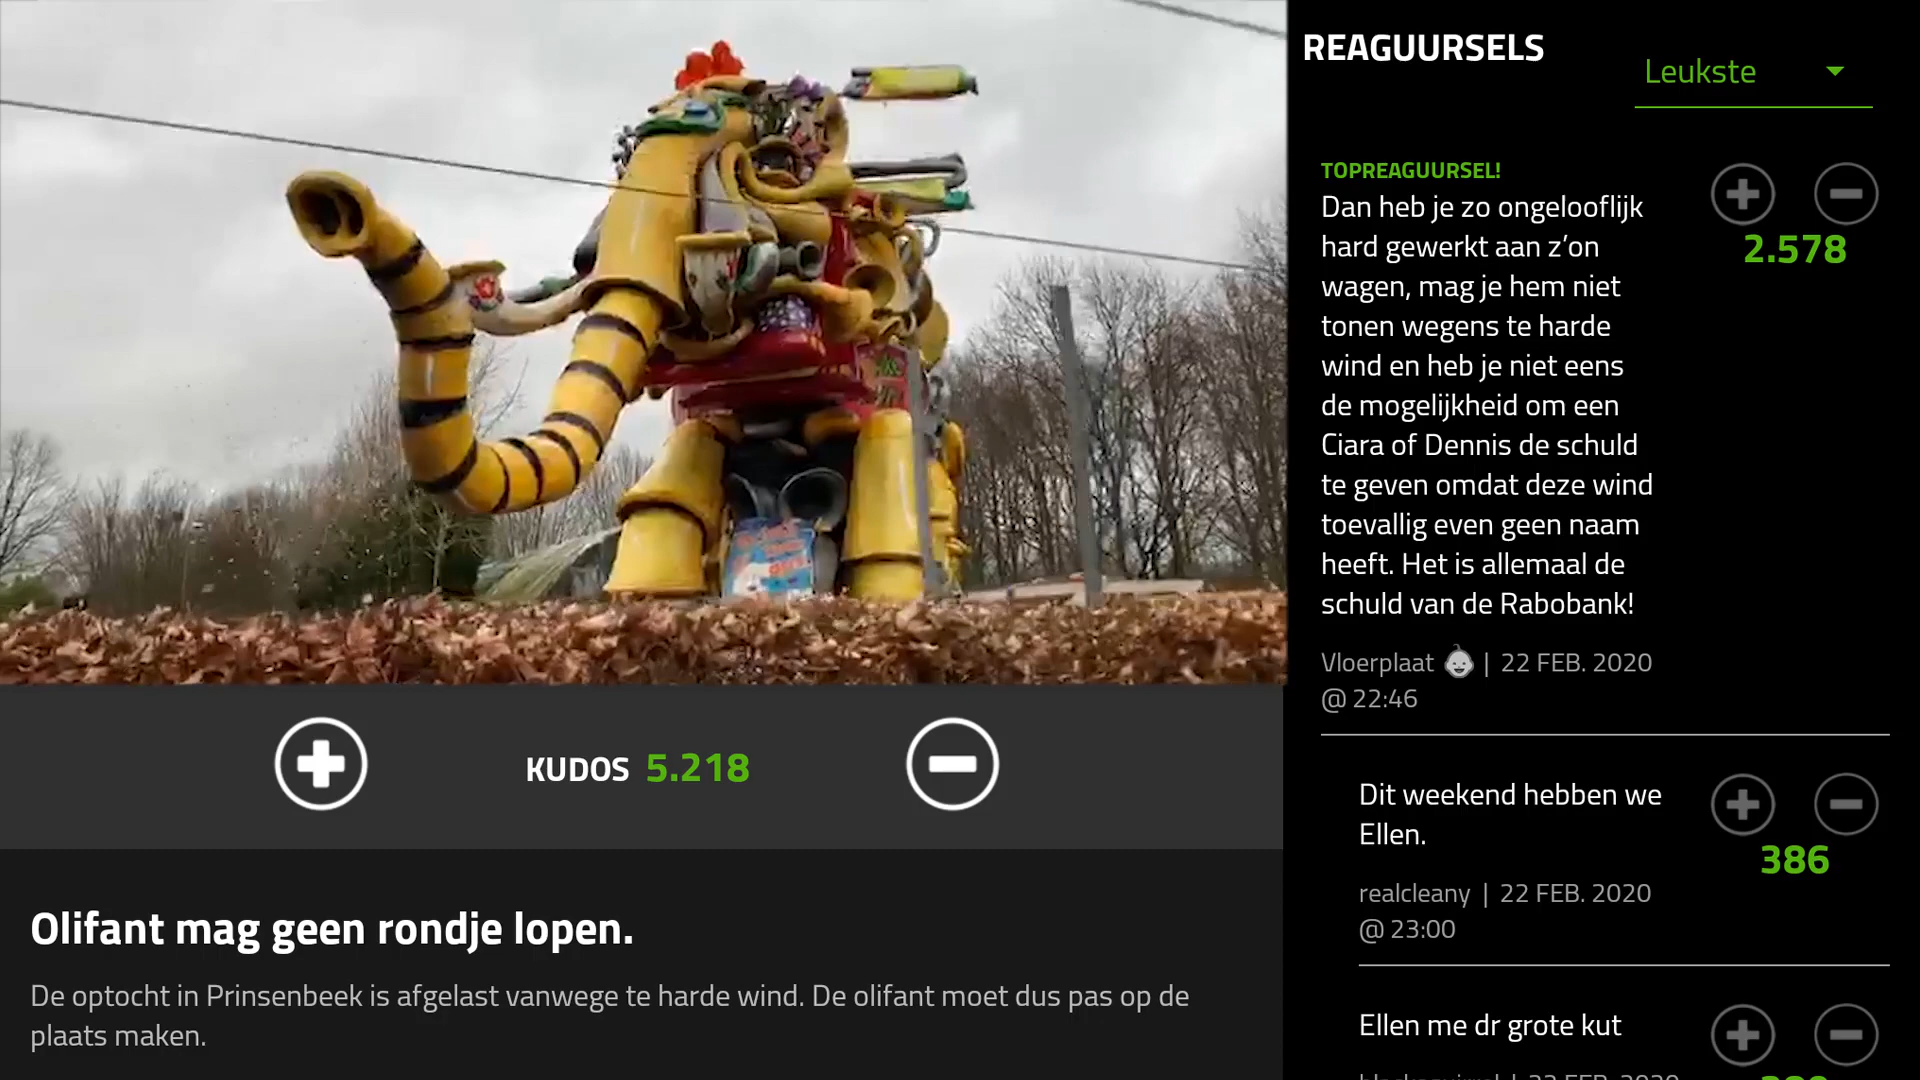 REAGUURSELS
Leukste
TOPREAGUURSEL!
Dan heb je zo ongelooflijk
hard gewerkt aan z’on
wagen, mag je hem niet
tonen wegens te harde
wind en heb je niet eens
de mogelijkheid om een
Ciara of Dennis de schuld
te geven omdat deze wind
toevallig even geen naam
heeft. Het is allemaal de
schuld van de Rabobank!
2.578
Vloerplaat | 22 FEB. 2020
@ 22:46
Dit weekend hebben we
Ellen.
386
realcleany | 22 FEB. 2020
@ 23:00
Ellen me dr grote kut
KUDOS 5.218
Olifant mag geen rondje lopen.
De optocht in Prinsenbeek is afgelast vanwege te harde wind. De olifant moet dus pas op de
plaats maken.